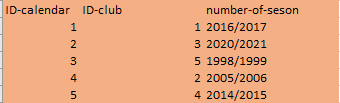 ID-calendar ID-club number-of-seson
1 1 2016/2017
2 3 2020/2021
3 5 1998/1999
4 2 2005/2006
5 4 2014/2015